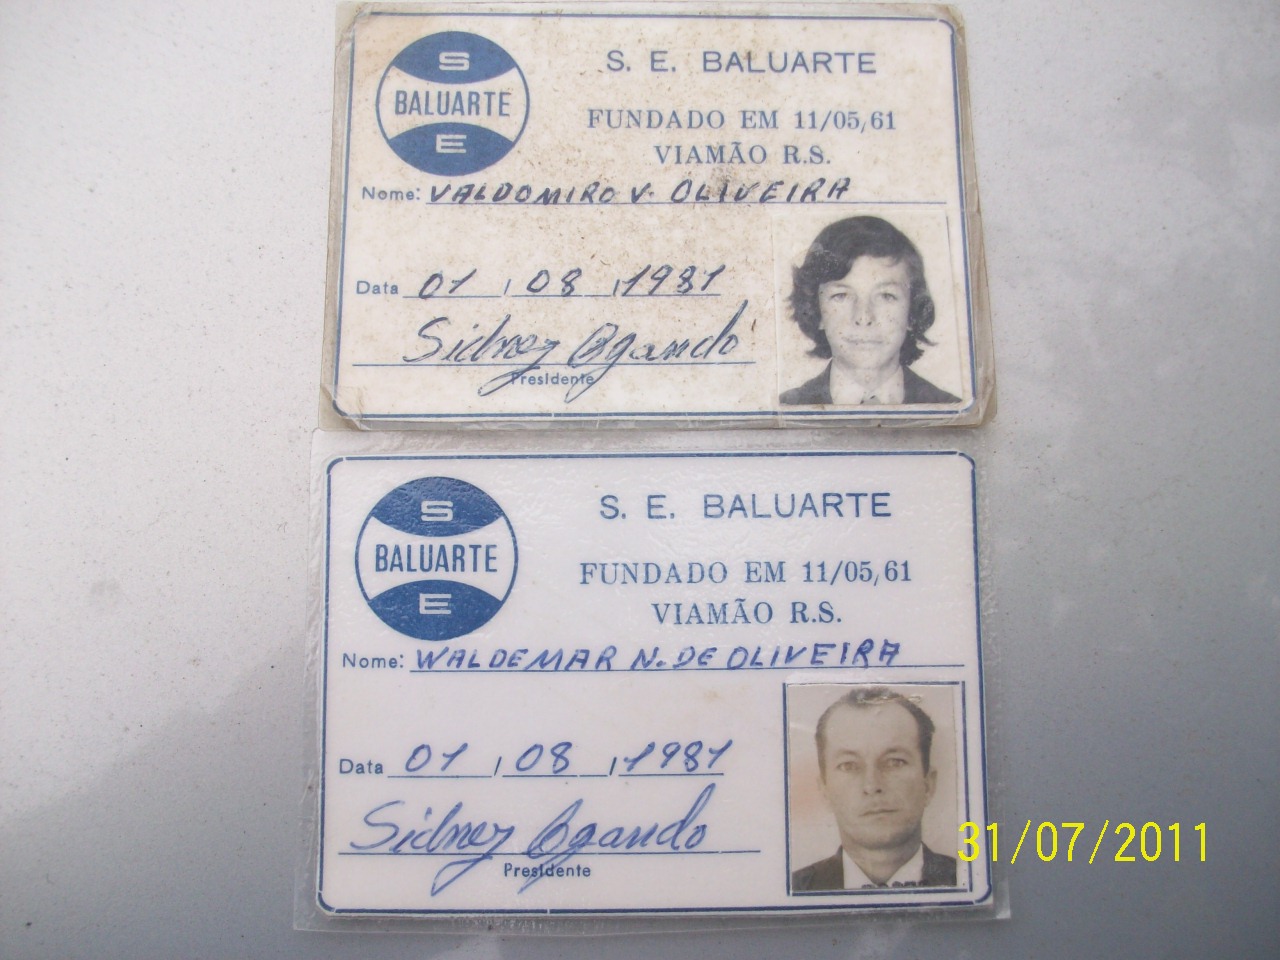 S
BALUARTE
E
S. E. BALUARTE
FUNDADO EM 11/05/61
VIAMÃO R.S.
Nome: VALDOMIRO V. OLIVEIRA
Data 01 / 08 / 1981
Sidney Ogando
Presidente
S
BALUARTE
E
S. E. BALUARTE
FUNDADO EM 11/05/61
VIAMÃO R.S.
Nome: WALDEMAR N. DE OLIVEIRA
Data 01 / 08 / 1981
Sidney Ogando
Presidente
31/07/2011